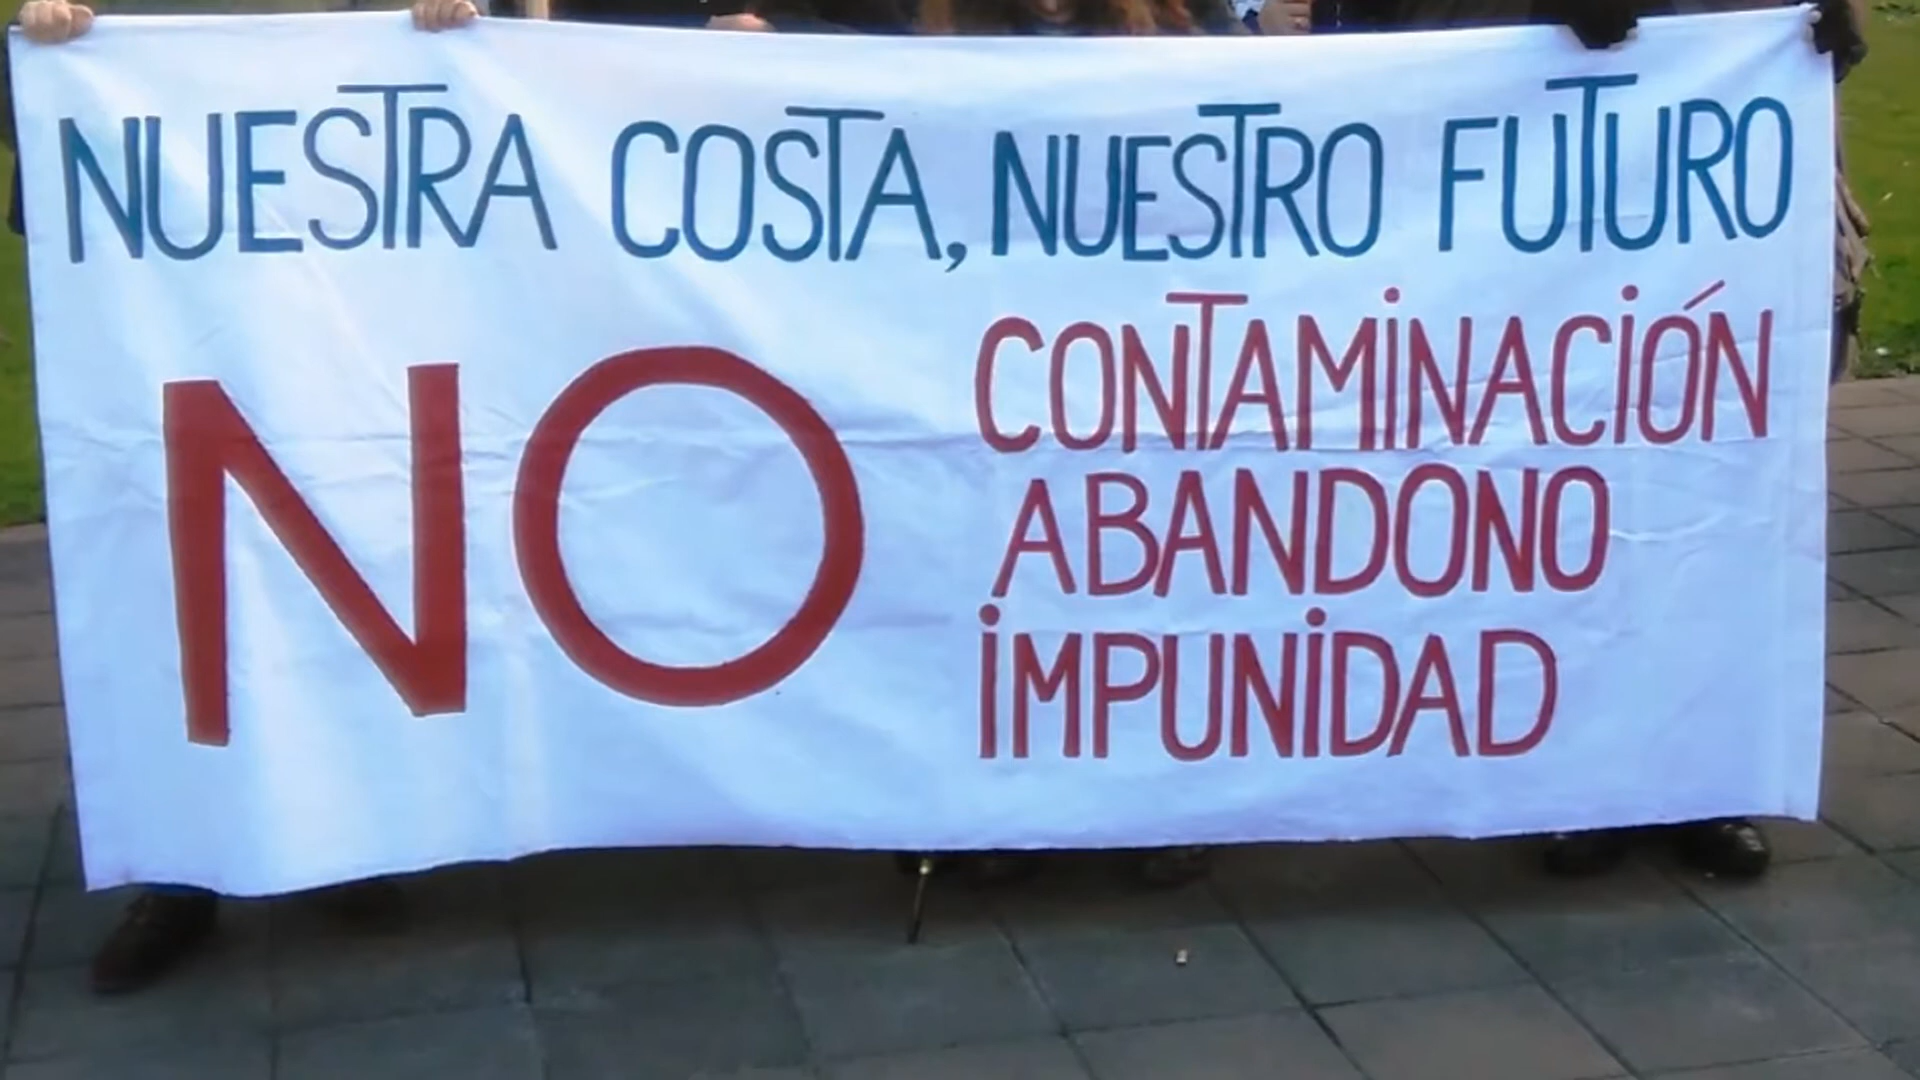 NUESTRA COSTA, NUESTRO FUTURO
NO
CONTAMINACIÓN
ABANDONO
IMPUNIDAD